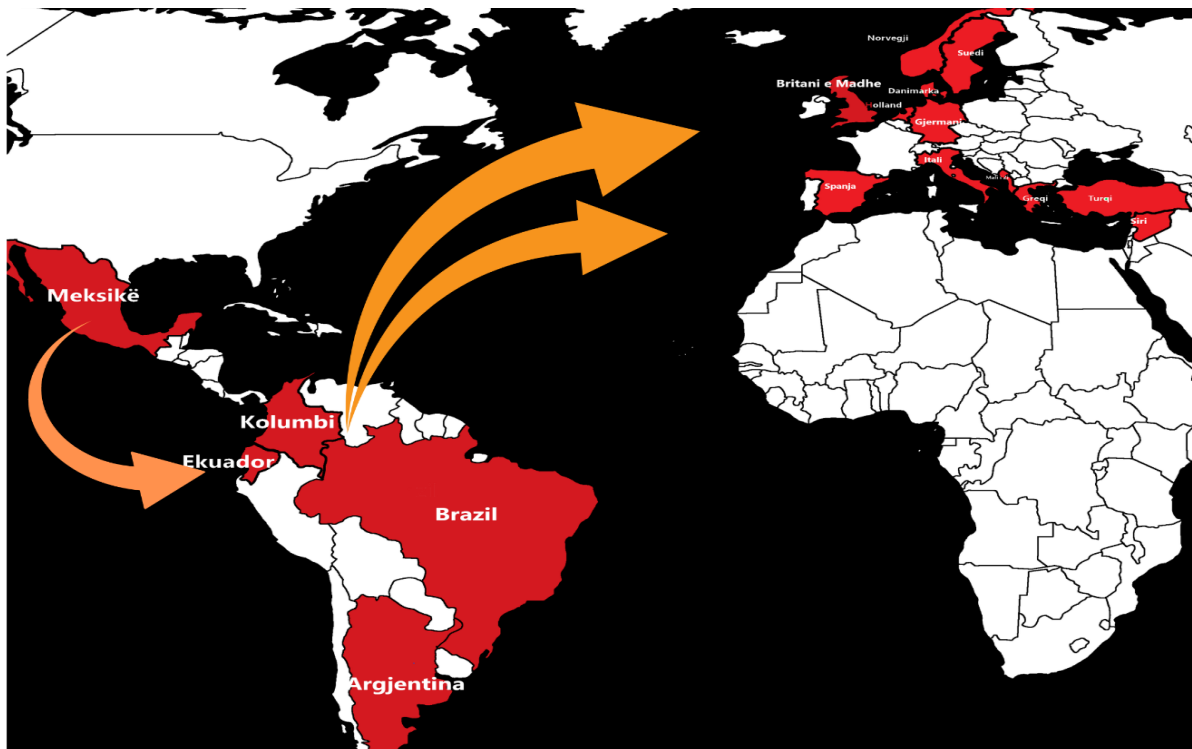 Norvegji
Suedi
Britani e Madhe
Danimarka
Holland
Gjermani
Itali
Spanja
Greqi
Turqi
Siri
Meksikë
Kolumbi
Ekuador
Brazil
Argjentina